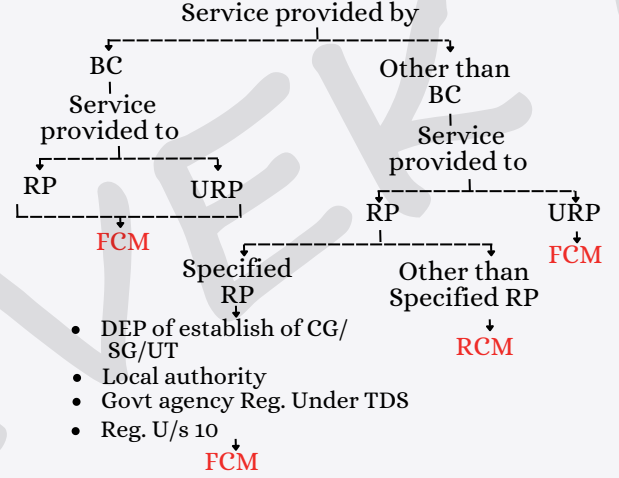 Service provided by
BC
Other than
BC
Service
provided to
Service
provided to
RP
URP
RP
URP
FCM
FCM
Specified
RP
Other than
Specified RP
• DEP of establish of CG/
SG/UT
• Local authority
• Govt agency Reg. Under TDS
• Reg. U/s 10
RCM
FCM